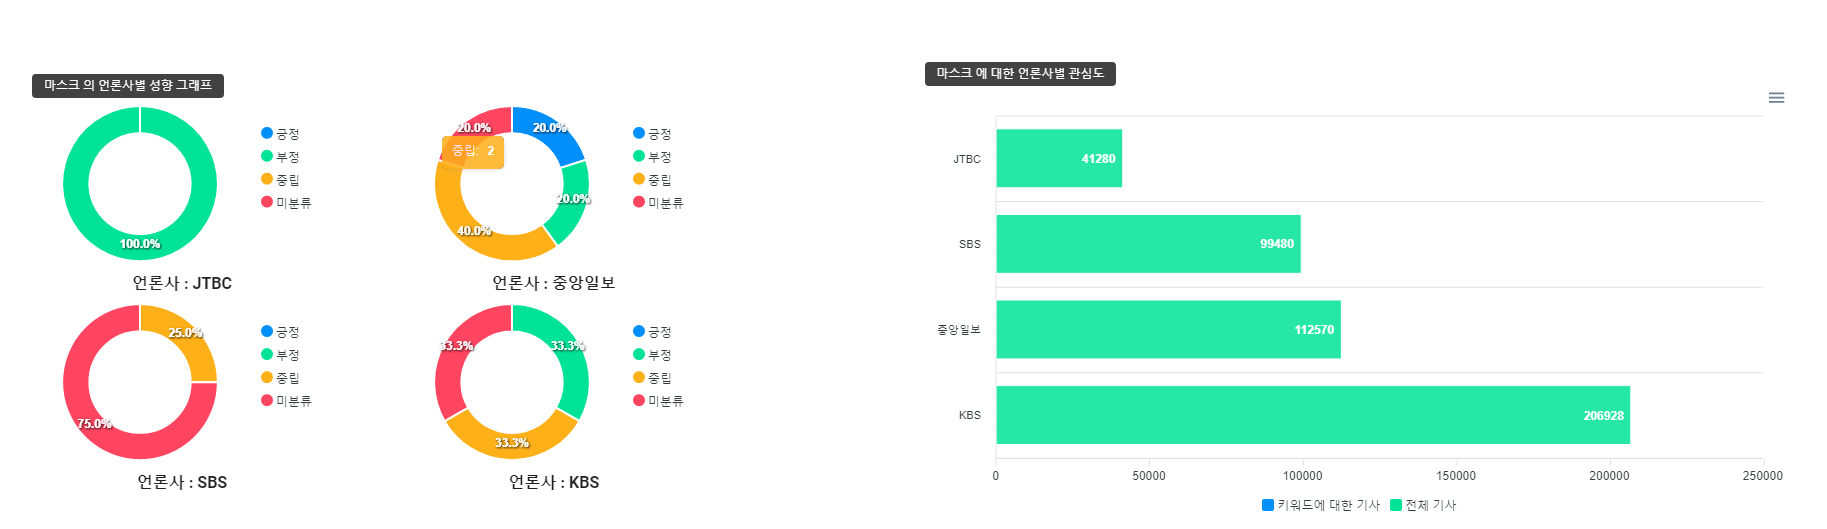 마스크 의 언론사별 성향 그래프
100.0%
긍정
부정
중립
미분류
언론사 : JTBC
20.0%
20.0%
중립: 2
20.0%
40.0%
긍정
부정
중립
미분류
언론사 : 중앙일보
25.0%
75.0%
긍정
부정
중립
미분류
언론사 : SBS
33.3%
33.3%
33.3%
긍정
부정
중립
미분류
언론사 : KBS
마스크 에 대한 언론사별 관심도
JTBC 41280
SBS 99480
중앙일보 112570
KBS 206928
0 50000 100000 150000 200000 250000
키워드에 대한 기사 전체 기사